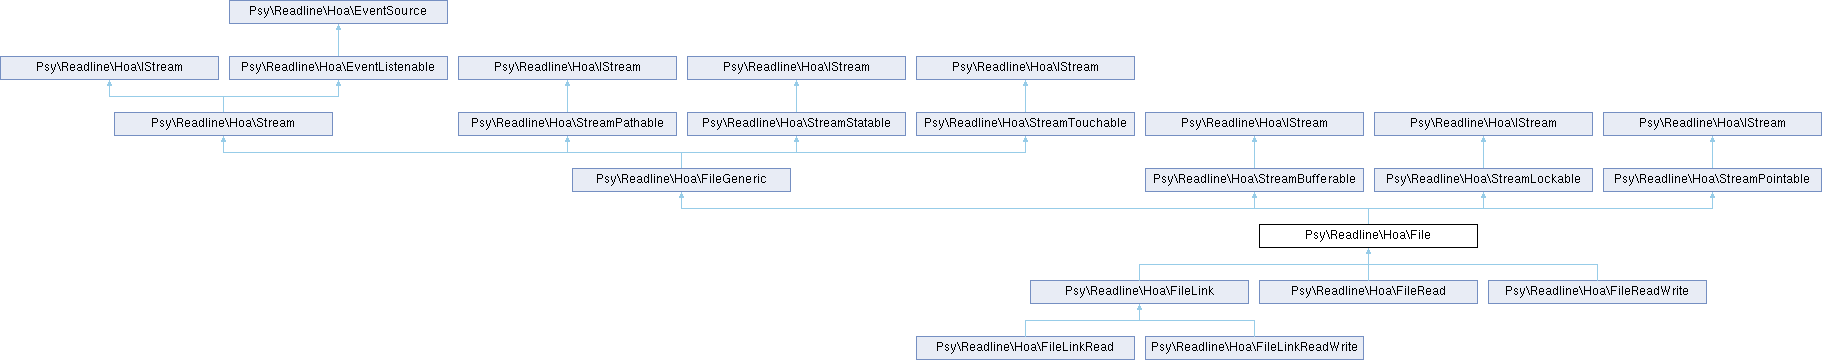 Psy\Readline\Hoa\EventSource
Psy\Readline\Hoa\IStream
Psy\Readline\Hoa\EventListenable
Psy\Readline\Hoa\IStream
Psy\Readline\Hoa\IStream
Psy\Readline\Hoa\IStream
Psy\Readline\Hoa\Stream
Psy\Readline\Hoa\StreamPathable
Psy\Readline\Hoa\StreamStatable
Psy\Readline\Hoa\StreamTouchable
Psy\Readline\Hoa\IStream
Psy\Readline\Hoa\IStream
Psy\Readline\Hoa\IStream
Psy\Readline\Hoa\FileGeneric
Psy\Readline\Hoa\StreamBufferable
Psy\Readline\Hoa\StreamLockable
Psy\Readline\Hoa\StreamPointable
Psy\Readline\Hoa\File
Psy\Readline\Hoa\FileLink
Psy\Readline\Hoa\FileRead
Psy\Readline\Hoa\FileReadWrite
Psy\Readline\Hoa\FileLinkRead
Psy\Readline\Hoa\FileLinkReadWrite